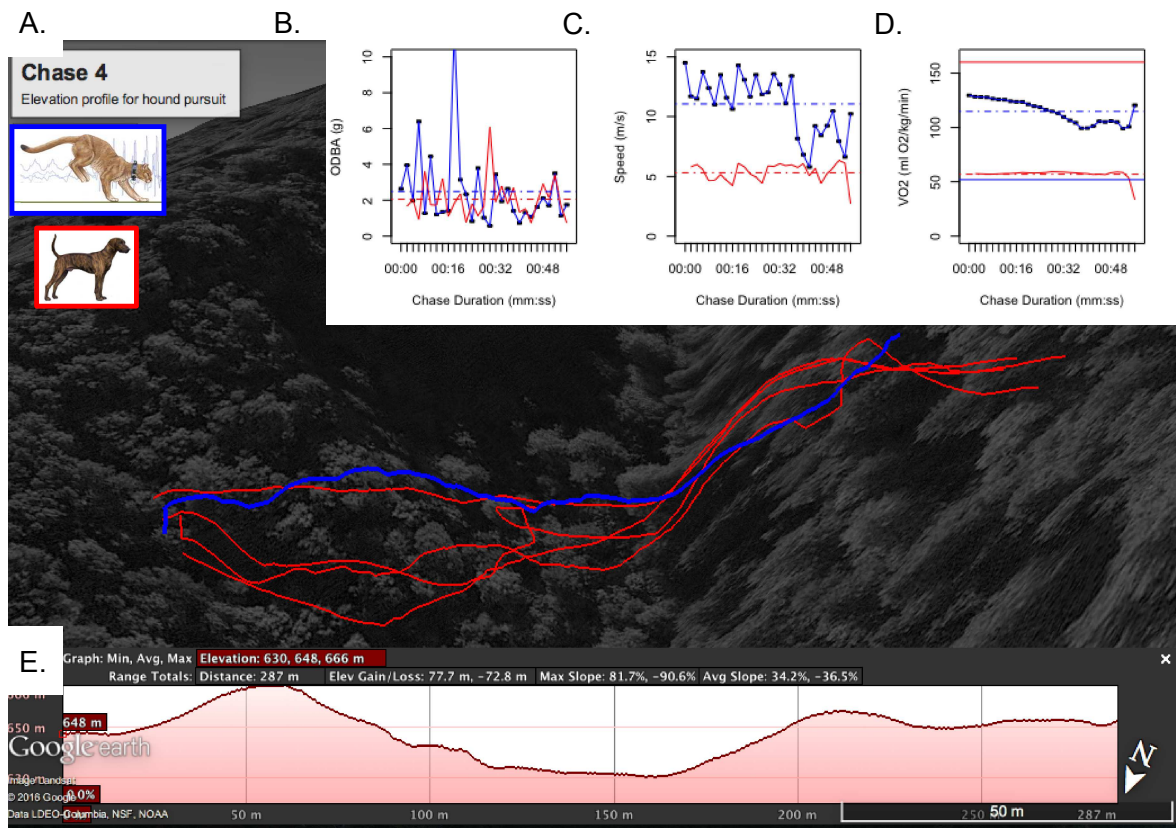 A.
B.
C.
D.
Chase 4
Elevation profile for hound pursuit
ODBA (g)
0
2
4
6
8
10
00:00
00:16
00:32
00:48
Chase Duration (mm:ss)
Speed (m/s)
0
5
10
15
00:00
00:16
00:32
00:48
Chase Duration (mm:ss)
VO2 (ml O2/kg/min)
0
50
100
150
00:00
00:16
00:32
00:48
Chase Duration (mm:ss)
E.
Graph: Min, Avg, Max Elevation: 630, 648, 666 m
Range Totals: Distance: 287 m Elev Gain/Loss: 77.7 m, -72.8 m Max Slope: 81.7%, -90.6% Avg Slope: 34.2%, -36.5%
650 m
648 m
Google earth
Image Landsat
© 2016 Google
Data LDEO-Columbia, NSF, NOAA
0.0%
50 m
100 m
150 m
200 m
250 m
287 m
50 m
N